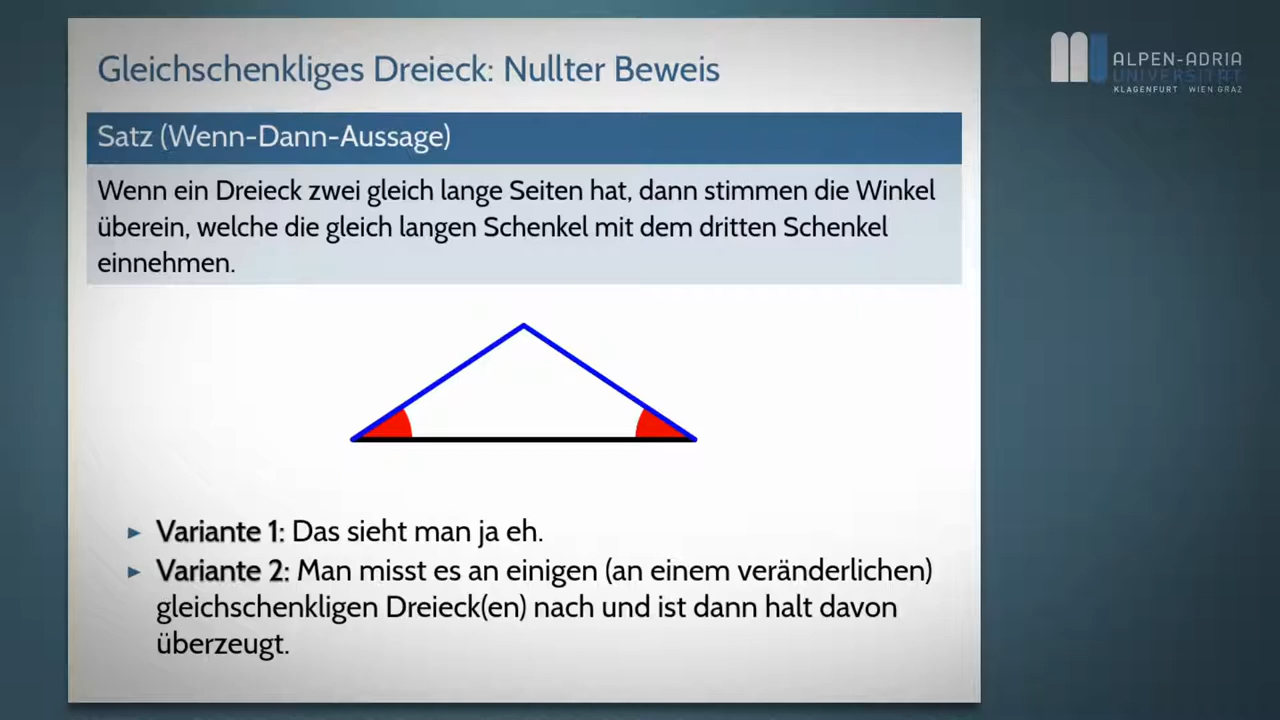 Gleichschenkliges Dreieck: Nullter Beweis
ALPEN-ADRIA
UNIVERSITÄT
KLAGENFURT WIEN GRAZ
Satz (Wenn-Dann-Aussage)
Wenn ein Dreieck zwei gleich lange Seiten hat, dann stimmen die Winkel
überein, welche die gleich langen Schenkel mit dem dritten Schenkel
einnehmen.
► Variante 1: Das sieht man ja eh.
► Variante 2: Man misst es an einigen (an einem veränderlichen)
gleichschenkligen Dreieck(en) nach und ist dann halt davon
überzeugt.